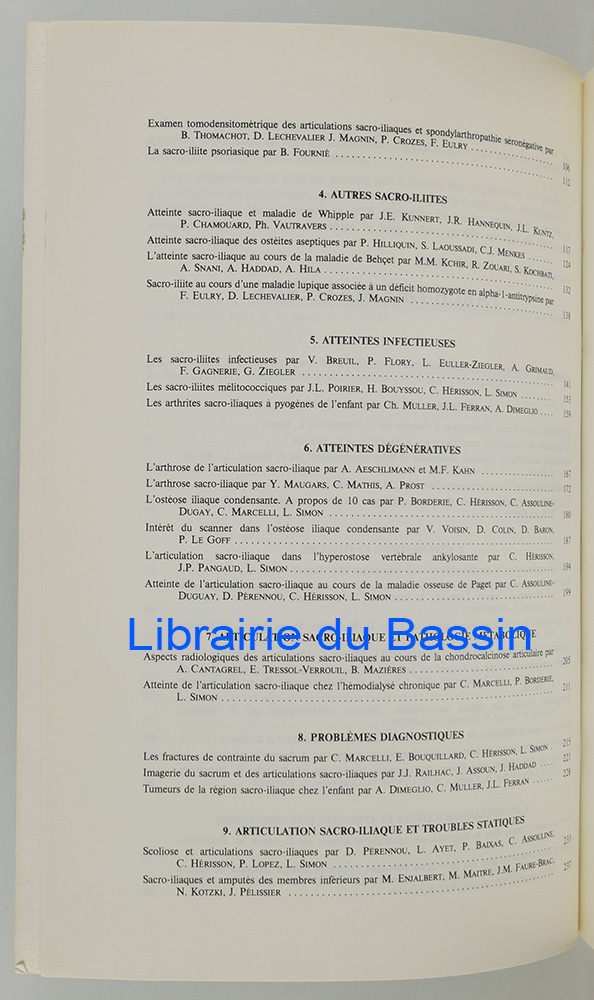 Examen tomodensitométrique des articulations sacro-iliaques et spondylarthropathie séronégative par
B. THOMACHOT, D. LECHEVALIER J. MAGNIN, P. CROZES, F. EULRY . . . . . . . . . . . . . . . 106
La sacro-iliite psoriasique par B. FOURNIÉ . . . . . . . . . . . . . . . . . . . . . . . . . . . . . . 112
4. AUTRES SACRO-ILIITES
Atteinte sacro-iliaque et maladie de Whipple par J.E. KUNNERT, J.R. HANNEQUIN, J.L. KUNTZ,
P. CHAMOUARD, Ph. VAUTRAVERS . . . . . . . . . . . . . . . . . . . . . . . . . . . . . . 117
Atteinte sacro-iliaque des ostéites aseptiques par P. HILLIQUIN, S. LAOUSSADI, C.J. MENKES . . . . . . 124
L'atteinte sacro-iliaque au cours de la maladie de Behçet par M.M. KCHIR, R. ZOUARI, S. KOCHBATI,
A. SNANI, A. HADDAD, A. HILA . . . . . . . . . . . . . . . . . . . . . . . . . . . . . . 132
Sacro-iliite au cours d'une maladie lupique associée à un déficit homozygote en alpha-1-antitrypsine par
F. EULRY, D. LECHEVALIER, P. CROZES, J. MAGNIN . . . . . . . . . . . . . . . . . . . . 138
5. ATTEINTES INFECTIEUSES
Les sacro-iliites infectieuses par V. BREUIL, P. FLORY, L. EULLER-ZIEGLER, A. GRIMAUD,
F. GAGNERIE, G. ZIEGLER . . . . . . . . . . . . . . . . . . . . . . . . . . . . . . . . . . 141
Les sacro-iliites mélitococciques par J.L. POIRIER, H. BOUYSSOU, C. HÉRISSON, L. SIMON . . . . . . . . 153
Les arthrites sacro-iliaques à pyogènes de l'enfant par Ch. MULLER, J.L. FERRAN, A. DIMEGLIO . . . . 159
6. ATTEINTES DÉGÉNÉRATIVES
L'arthrose de l'articulation sacro-iliaque par A. AESCHLIMANN et M.F. KAHN . . . . . . . . . . . . . . 167
L'arthrose sacro-iliaque par Y. MAUGARS, C. MATHIS, A. PROST . . . . . . . . . . . . . . . . . . . . 172
L'ostéose iliaque condensante. A propos de 10 cas par P. BORDERIE, C. HÉRISSON, C. ASSOULINE-
DUGAY, C. MARCELLI, L. SIMON . . . . . . . . . . . . . . . . . . . . . . . . . . . . . . 180
Intérêt du scanner dans l'ostéose iliaque condensante par V. VOISIN, D. COLIN, D. BARON,
P. LE GOFF . . . . . . . . . . . . . . . . . . . . . . . . . . . . . . . . . . . . . . . . 187
L'articulation sacro-iliaque dans l'hyperostose vertébrale ankylosante par C. HÉRISSON,
J.P. PANGAUD, L. SIMON . . . . . . . . . . . . . . . . . . . . . . . . . . . . . . . . . . 194
Atteinte de l'articulation sacro-iliaque au cours de la maladie osseuse de Paget par C. ASSOULINE-
DUGUAY, D. PÉRENNOU, C. HÉRISSON, L. SIMON . . . . . . . . . . . . . . . . . . . . . . 199
7. ARTICULATION SACRO-ILIAQUE ET PATHOLOGIE MÉTABOLIQUE
Librairie du Bassin
Aspects radiologiques des articulations sacro-iliaques au cours de la chondrocalcinose articulaire par
A. CANTAGREL, E. TRESSOL-VERROUIL, B. MAZIÈRES . . . . . . . . . . . . . . . . . . . . 205
Atteinte de l'articulation sacro-iliaque chez l'hémodialysé chronique par C. MARCELLI, P. BORDERIE,
L. SIMON . . . . . . . . . . . . . . . . . . . . . . . . . . . . . . . . . . . . . . . . . . 211
8. PROBLÈMES DIAGNOSTIQUES
Les fractures de contrainte du sacrum par C. MARCELLI, E. BOUQUILLARD, C. HÉRISSON, L. SIMON . 215
Imagerie du sacrum et des articulations sacro-iliaques par J.J. RAILHAC, J. ASSOUN, J. HADDAD . . . . 221
Tumeurs de la région sacro-iliaque chez l'enfant par A. DIMEGLIO, C. MULLER, J.L. FERRAN . . . . . 228
9. ARTICULATION SACRO-ILIAQUE ET TROUBLES STATIQUES
Scoliose et articulations sacro-iliaques par D. PÉRENNOU, L. AYET, P. BAIXAS, C. ASSOULINE,
C. HÉRISSON, P. LOPEZ, L. SIMON . . . . . . . . . . . . . . . . . . . . . . . . . . . . . . 233
Sacro-iliaques et amputés des membres inférieurs par M. ENJALBERT, M. MAITRE, J.M. FAURE-BRAC,
N. KOTZKI, J. PÉLISSIER . . . . . . . . . . . . . . . . . . . . . . . . . . . . . . . . . . 237